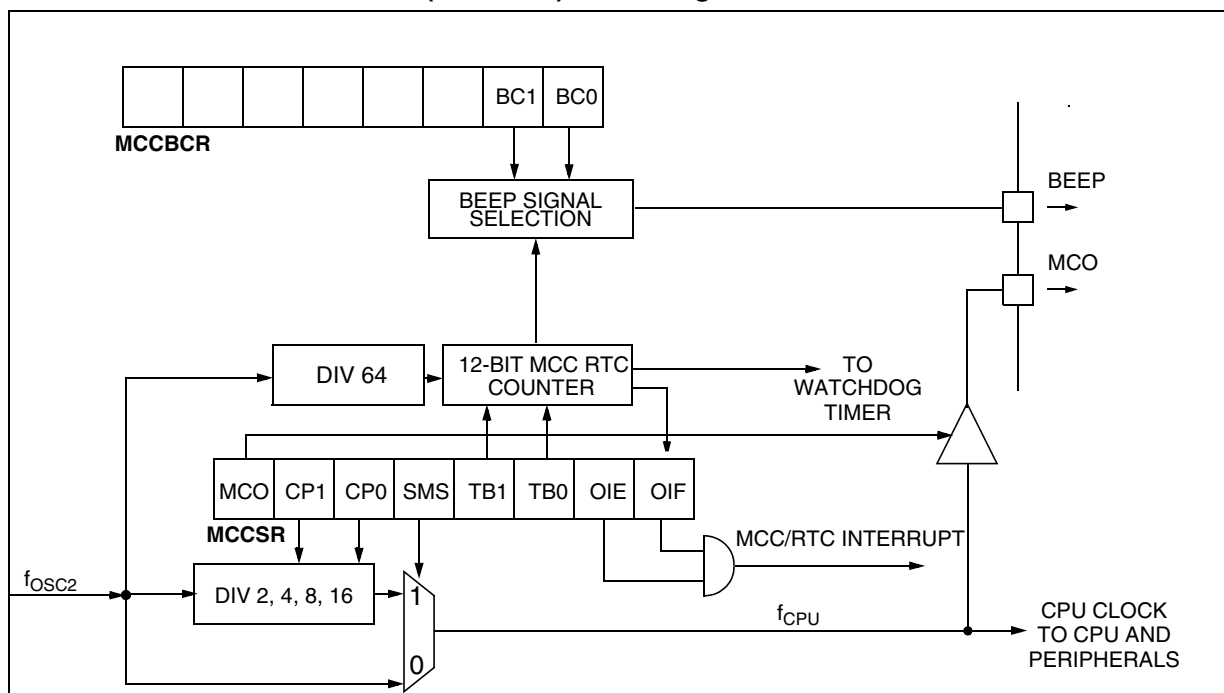 BC1 BC0
MCCBCR
BEEP SIGNAL
SELECTION
BEEP
MCO
DIV 64
12-BIT MCC RTC
COUNTER
TO
WATCHDOG
TIMER
MCO CP1 CP0 SMS TB1 TB0 OIE OIF
MCCSR
MCC/RTC INTERRUPT
fOSC2
DIV 2, 4, 8, 16
1
0
fCPU
CPU CLOCK
TO CPU AND
PERIPHERALS